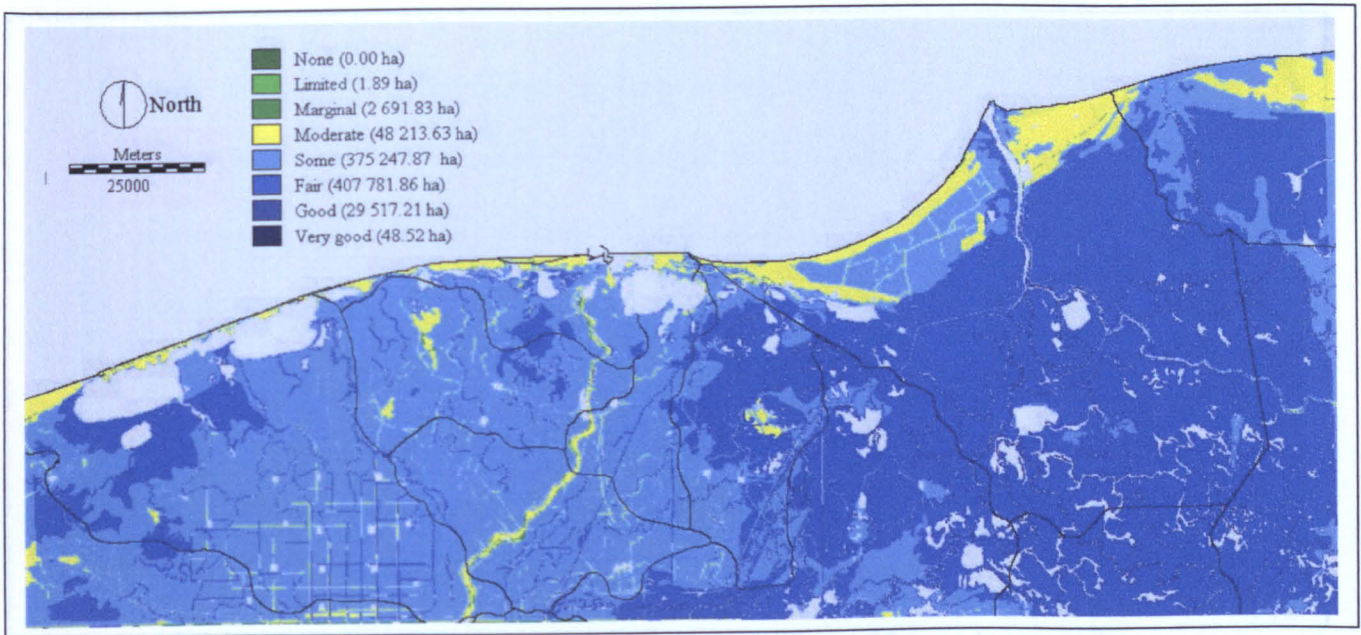 None (0.00 ha)
Limited (1.89 ha)
Marginal (2 691.83 ha)
Moderate (48 213.63 ha)
Some (375 247.87 ha)
Fair (407 781.86 ha)
Good (29 517.21 ha)
Very good (48.52 ha)
North
Meters
25000